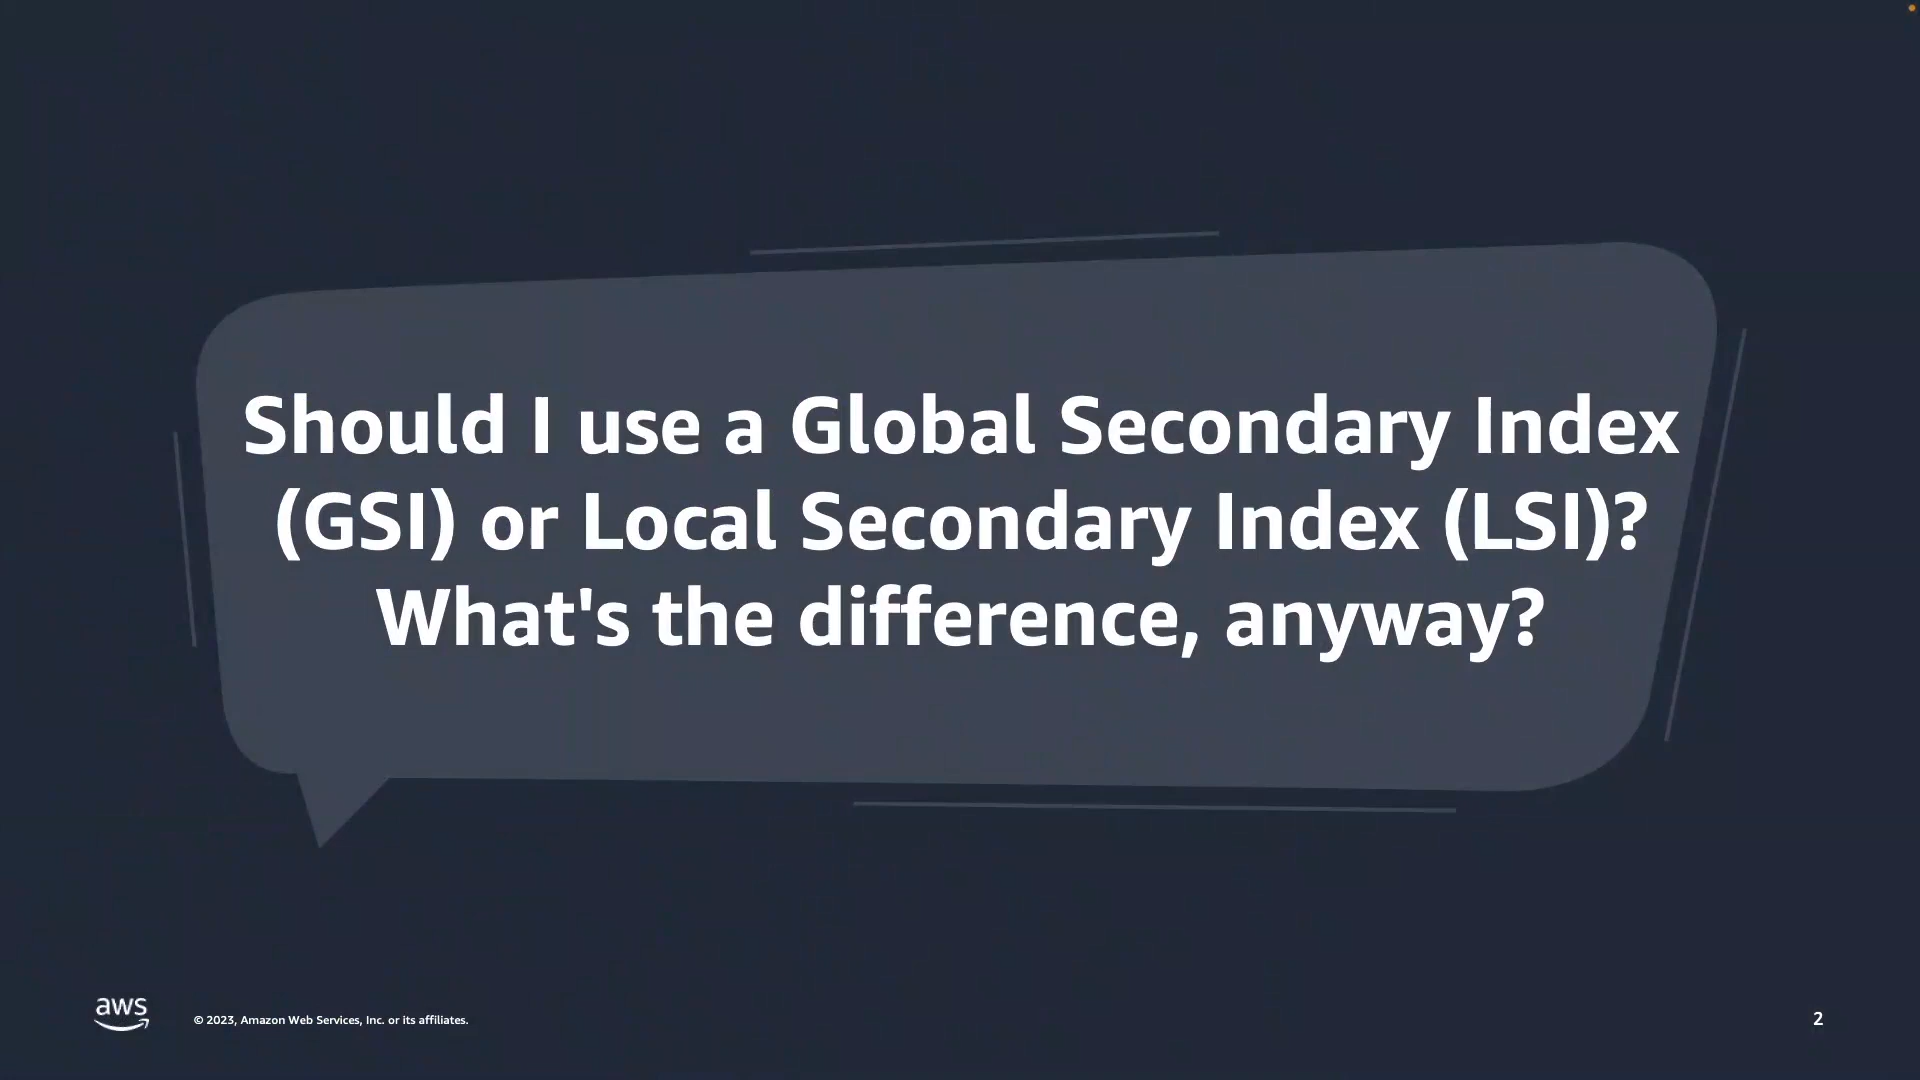 Should I use a Global Secondary Index
(GSI) or Local Secondary Index (LSI)?
What's the difference, anyway?
aws
© 2023, Amazon Web Services, Inc. or its affiliates.
2